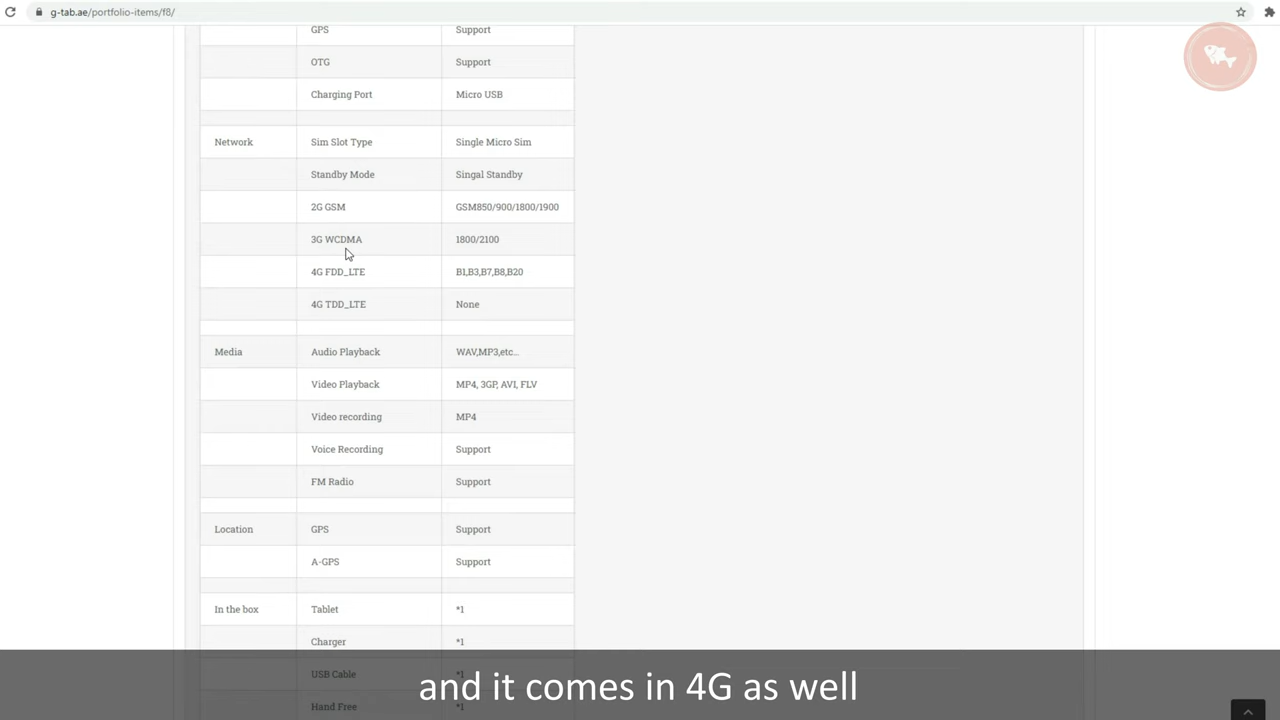 g-tab.ae/portfolio-items/f8/
GPS Support
OTG Support
Charging Port Micro USB
Network Sim Slot Type Single Micro Sim
Standby Mode Singal Standby
2G GSM GSM850/900/1800/1900
3G WCDMA 1800/2100
4G FDD_LTE B1,B3,B7,B8,B20
4G TDD_LTE None
Media Audio Playback WAV,MP3,etc...
Video Playback MP4, 3GP, AVI, FLV
Video recording MP4
Voice Recording Support
FM Radio Support
Location GPS Support
A-GPS Support
In the box Tablet *1
Charger *1
USB Cable *1
Hand Free *1
and it comes in 4G as well